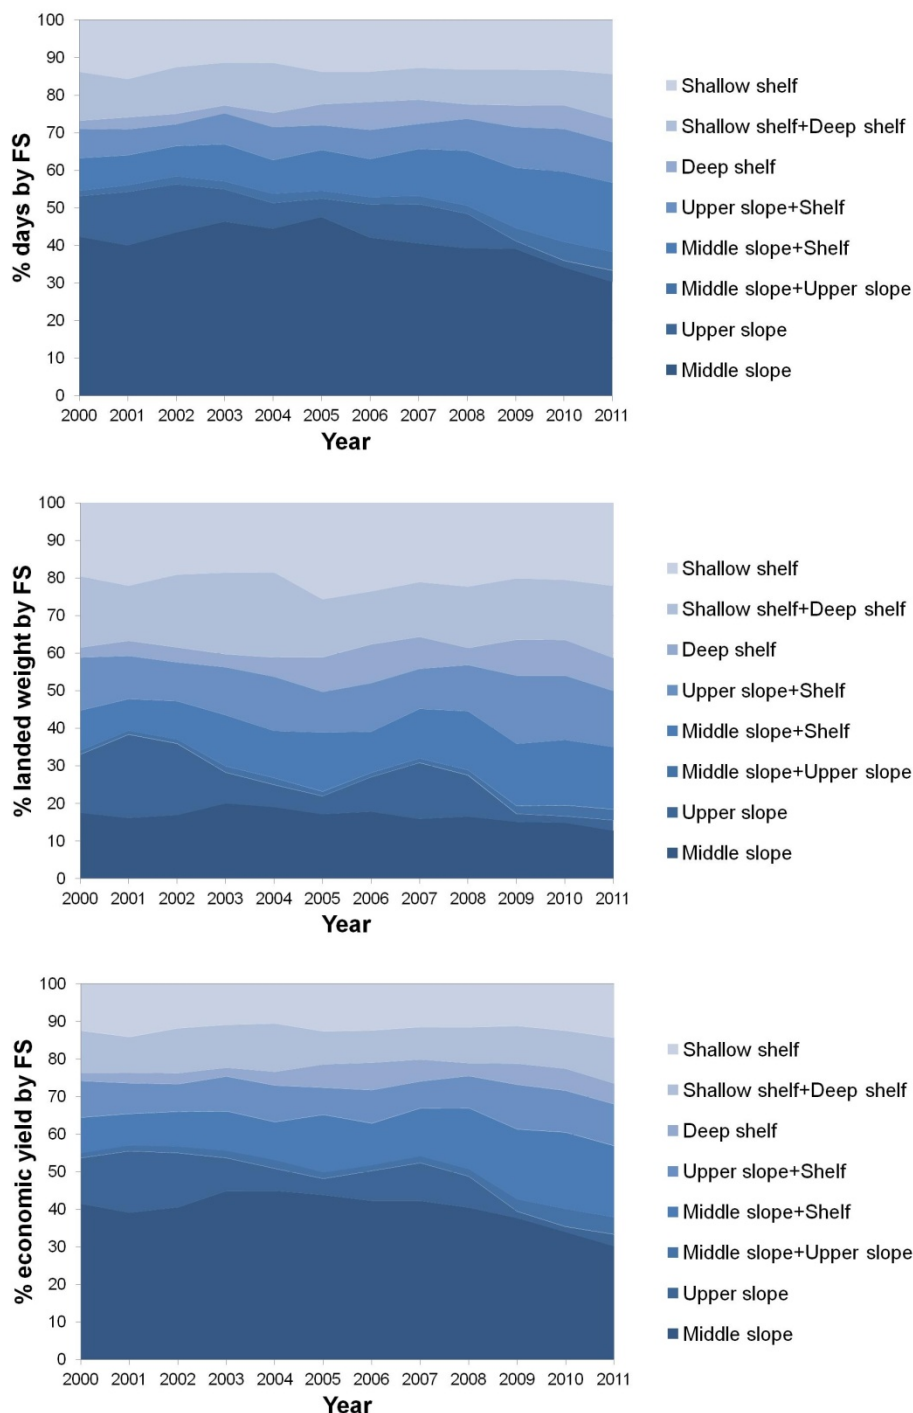 % days by FS
100
90
80
70
60
50
40
30
20
10
0
2000 2001 2002 2003 2004 2005 2006 2007 2008 2009 2010 2011
Year
Shallow shelf
Shallow shelf+Deep shelf
Deep shelf
Upper slope+Shelf
Middle slope+Shelf
Middle slope+Upper slope
Upper slope
Middle slope
% landed weight by FS
100
90
80
70
60
50
40
30
20
10
0
2000 2001 2002 2003 2004 2005 2006 2007 2008 2009 2010 2011
Year
Shallow shelf
Shallow shelf+Deep shelf
Deep shelf
Upper slope+Shelf
Middle slope+Shelf
Middle slope+Upper slope
Upper slope
Middle slope
% economic yield by FS
100
90
80
70
60
50
40
30
20
10
0
2000 2001 2002 2003 2004 2005 2006 2007 2008 2009 2010 2011
Year
Shallow shelf
Shallow shelf+Deep shelf
Deep shelf
Upper slope+Shelf
Middle slope+Shelf
Middle slope+Upper slope
Upper slope
Middle slope